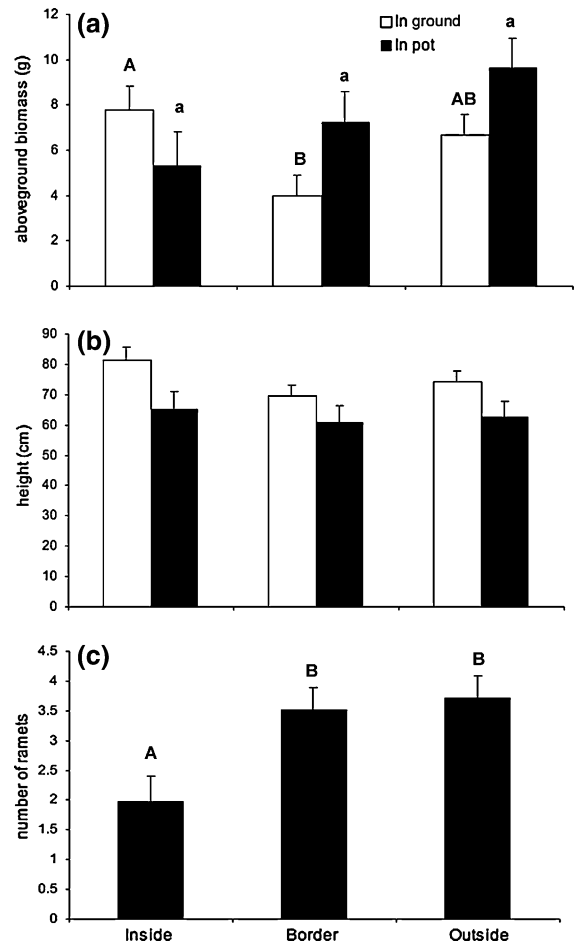 (a)
In ground
In pot
aboveground biomass (g)
14
12
10
8
6
4
2
0
A
a
B
a
AB
a
(b)
height (cm)
90
80
70
60
50
40
30
20
10
0
(c)
number of ramets
4.5
4
3.5
3
2.5
2
1.5
1
0.5
0
A
B
B
Inside
Border
Outside